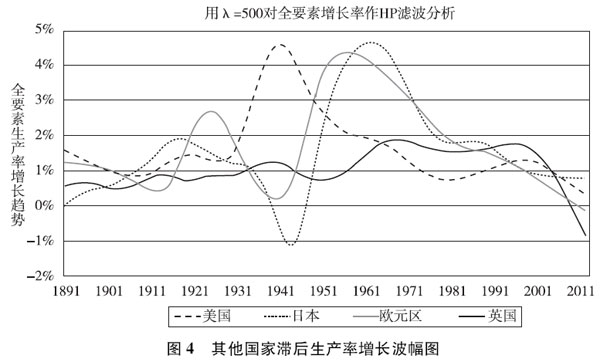 用λ=500对全要素增长率作HP滤波分析
全要素生产率增长趋势
5%
4%
3%
2%
1%
0%
-1%
-2%
1891 1901 1911 1921 1931 1941 1951 1961 1971 1981 1991 2001 2011
美国 日本 欧元区 英国
图4 其他国家滞后生产率增长波幅图